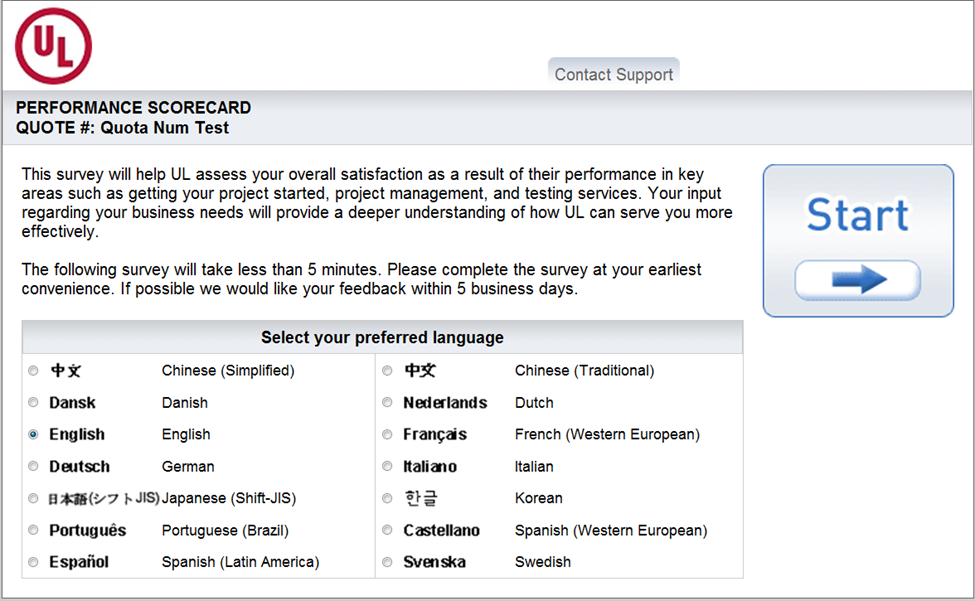 UL
Contact Support
PERFORMANCE SCORECARD
QUOTE #: Quota Num Test
This survey will help UL assess your overall satisfaction as a result of their performance in key
areas such as getting your project started, project management, and testing services. Your input
regarding your business needs will provide a deeper understanding of how UL can serve you more
effectively.
The following survey will take less than 5 minutes. Please complete the survey at your earliest
convenience. If possible we would like your feedback within 5 business days.
Start
Select your preferred language
中文 Chinese (Simplified) 中文 Chinese (Traditional)
Dansk Danish Nederlands Dutch
English English Français French (Western European)
Deutsch German Italiano Italian
日本語(シフトJIS) Japanese (Shift-JIS) 한글 Korean
Português Portuguese (Brazil) Castellano Spanish (Western European)
Español Spanish (Latin America) Svenska Swedish